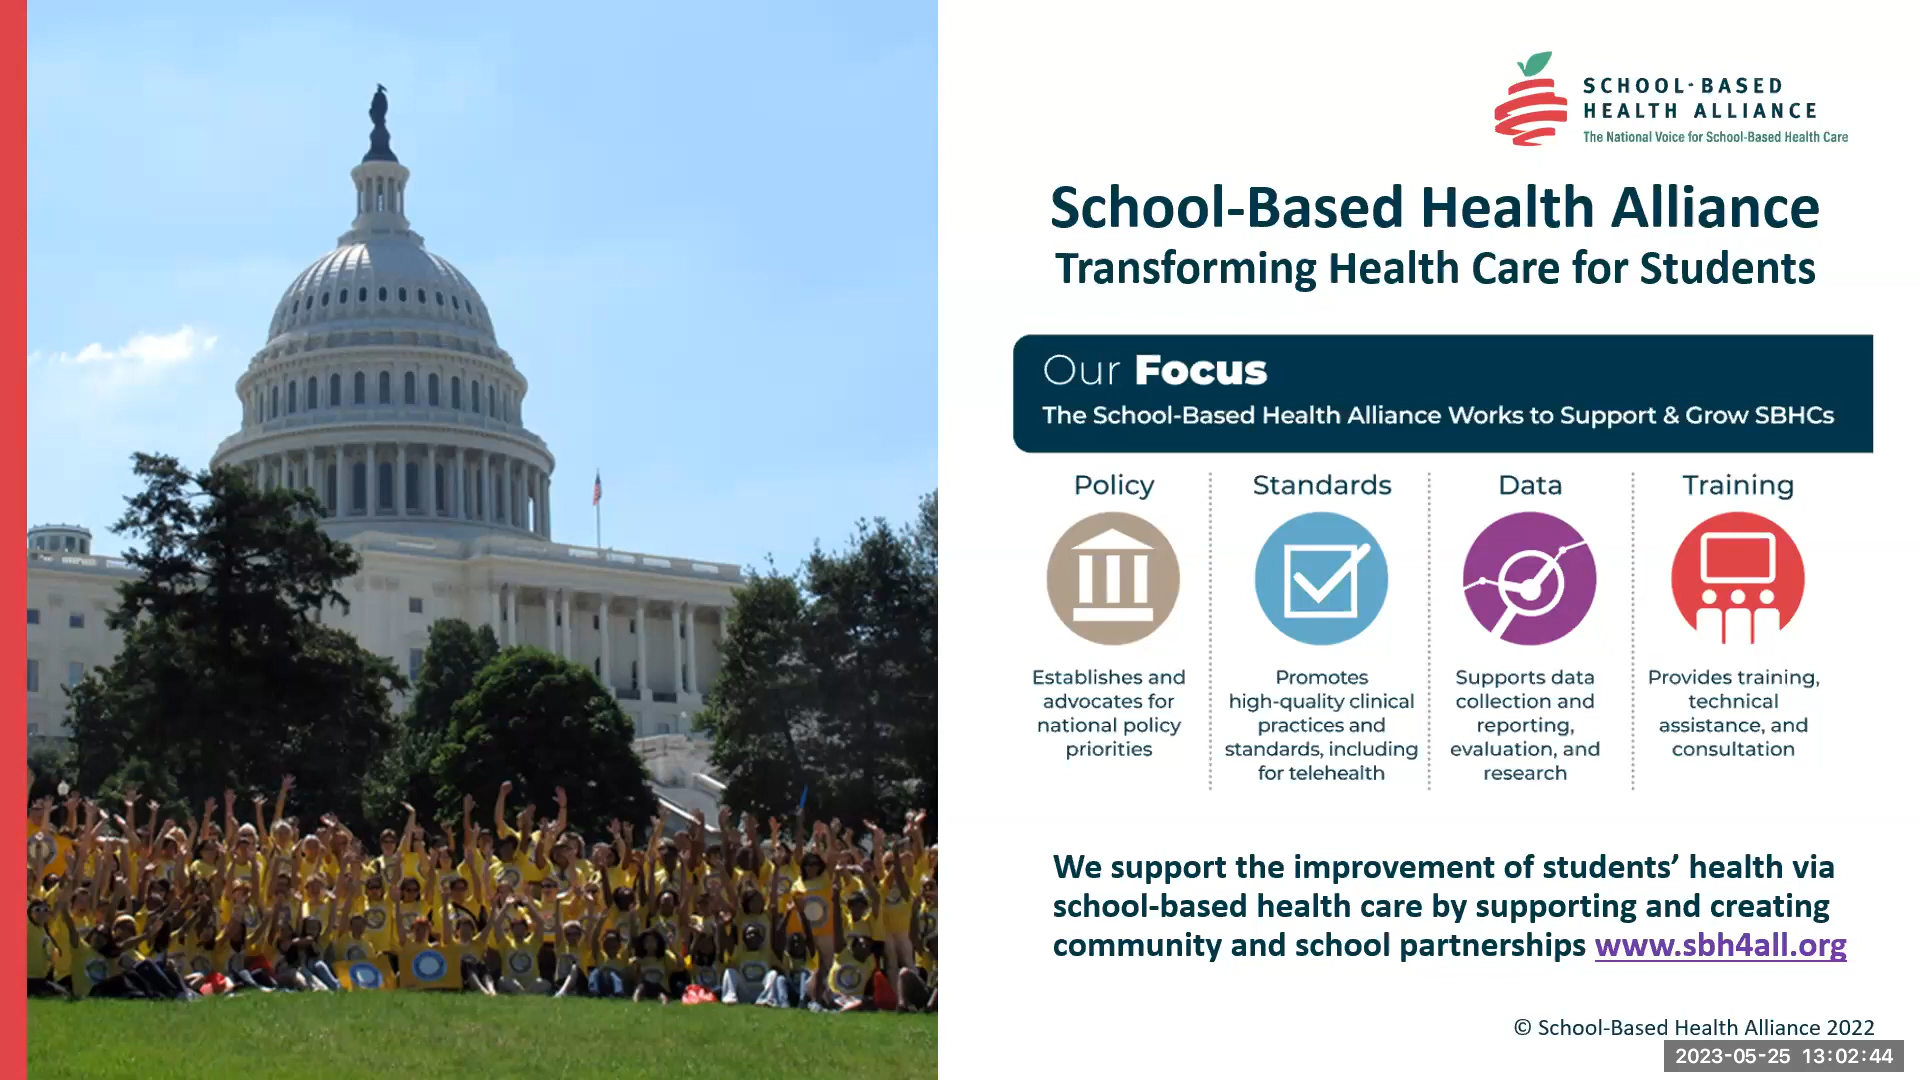 SCHOOL-BASED
HEALTH ALLIANCE
The National Voice for School-Based Health Care
School-Based Health Alliance
Transforming Health Care for Students
Our Focus
The School-Based Health Alliance Works to Support & Grow SBHCs
Policy
Establishes and
advocates for
national policy
priorities
Standards
Promotes
high-quality clinical
practices and
standards, including
for telehealth
Data
Supports data
collection and
reporting,
evaluation, and
research
Training
Provides training,
technical
assistance, and
consultation
We support the improvement of students’ health via
school-based health care by supporting and creating
community and school partnerships www.sbh4all.org
© School-Based Health Alliance 2022
2023-05-25 13:02:44